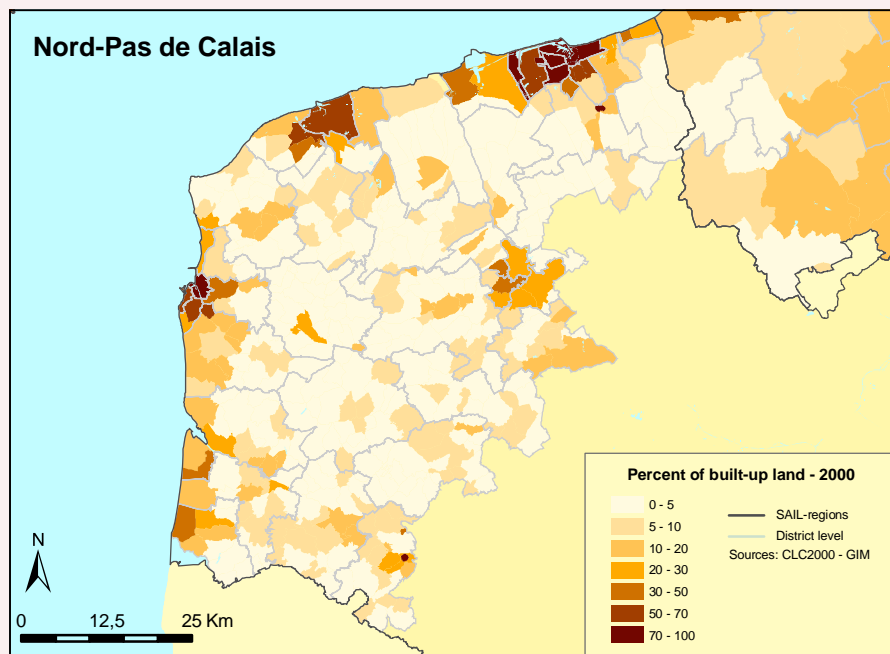 Nord-Pas de Calais
Percent of built-up land - 2000
0 - 5
5 - 10
10 - 20
20 - 30
30 - 50
50 - 70
70 - 100
SAIL-regions
District level
Sources: CLC2000 - GIM
N
0 12,5 25 Km